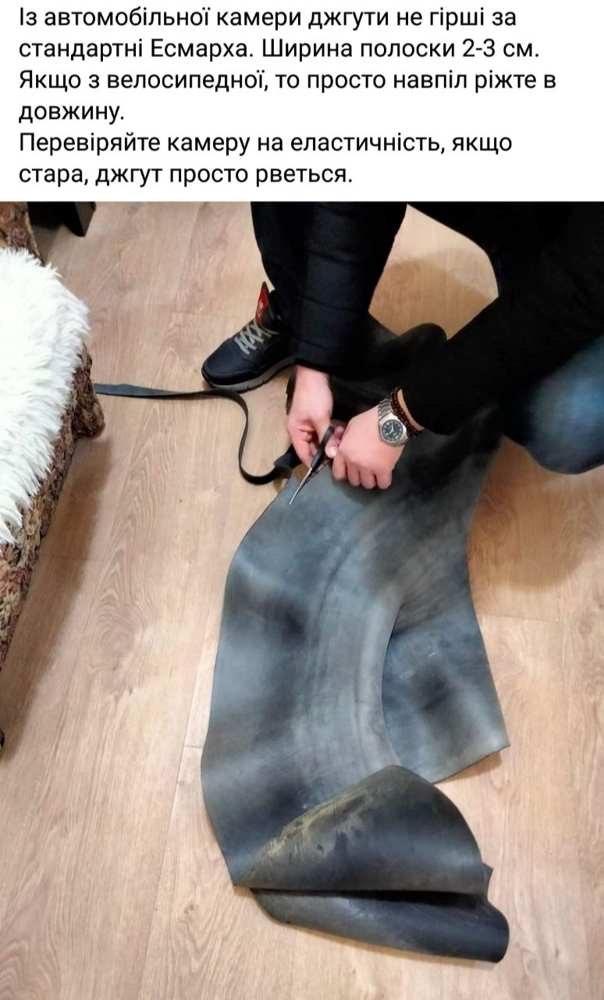 Із автомобільної камери джгути не гірші за
стандартні Есмарха. Ширина полоски 2-3 см.
Якщо з велосипедної, то просто навпіл ріжте в
довжину.
Перевіряйте камеру на еластичність, якщо
стара, джгут просто рветься.